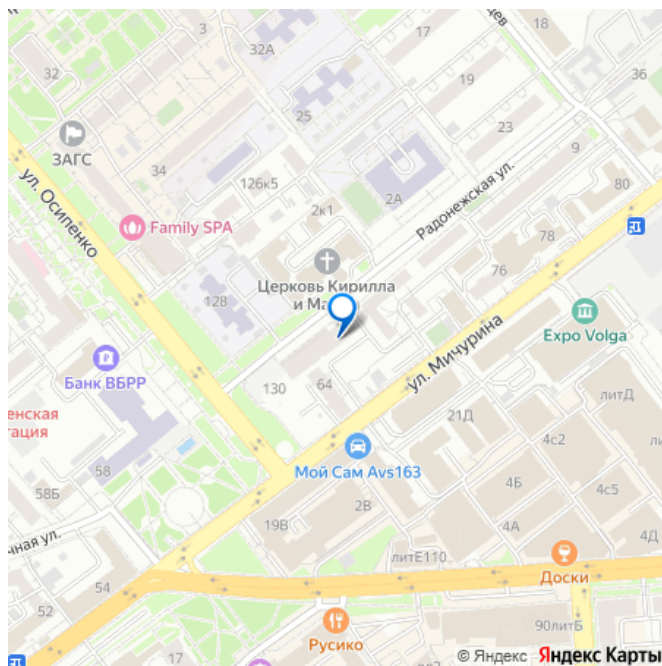 17
18
3
32А
32
19
36
25
ЗАГС
23
34
9
126к5
80
2А
ул. Осипенко
2к1
Радонежская ул.
Family SPA
78
Церковь Кирилла
76
128
и Ма
Expo Volga
ул. Мичурина
Банк ВБРР
130
64
литД
21Д
4с2
Мой Сам Avs163
58
4Б
58Б
2В
4с5
19В
4А
4Д
литЕ110
54
Доски
52
Русико
90литБ
17
© Яндекс Яндекс Карты